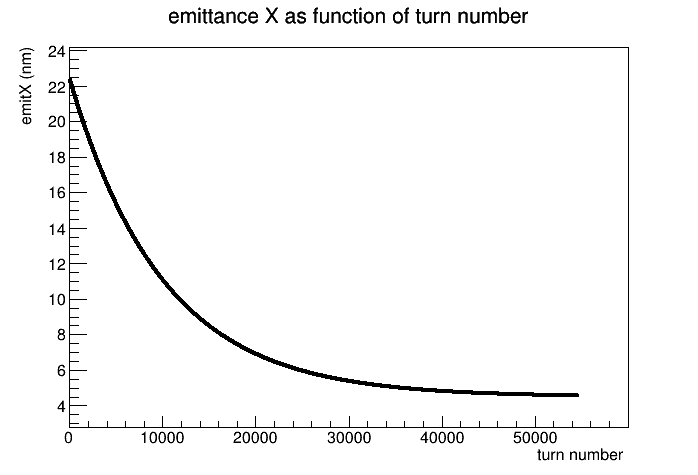 emittance X as function of turn number
emitX (nm)
24
22
20
18
16
14
12
10
8
6
4
0 10000 20000 30000 40000 50000
turn number